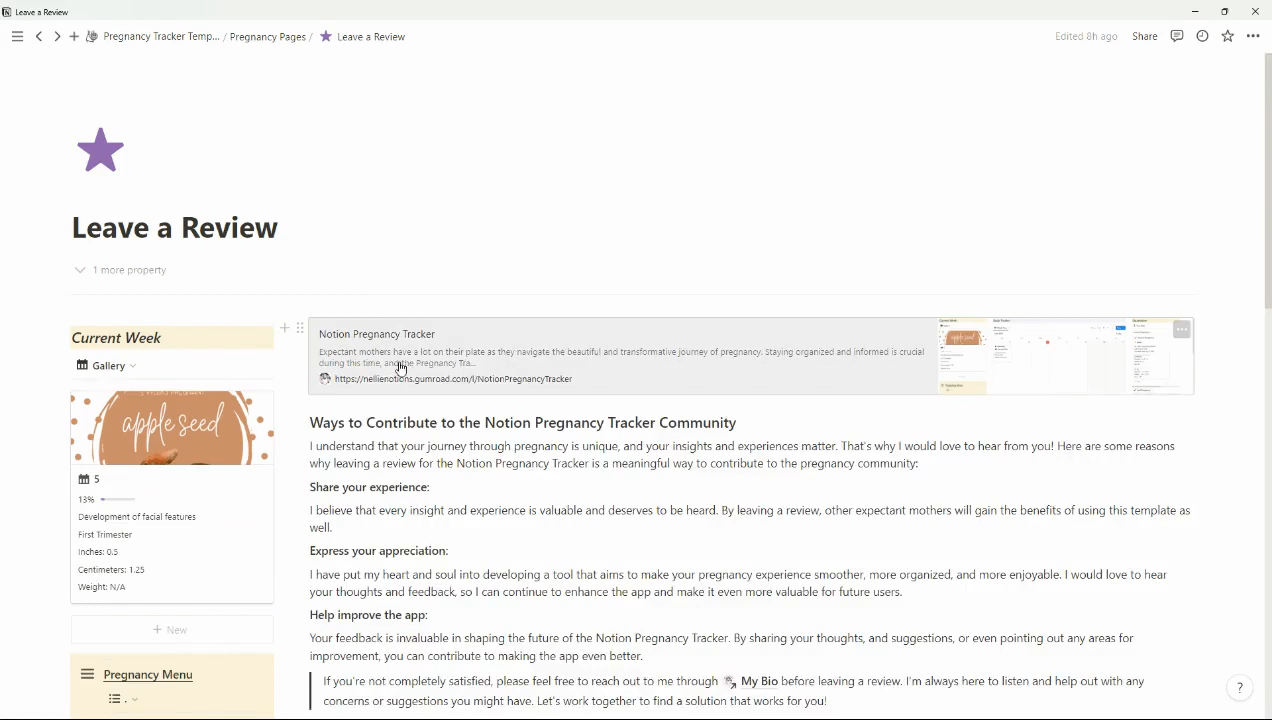 Leave a Review
Pregnancy Tracker Temp... / Pregnancy Pages / Leave a Review
Edited 8h ago Share
Leave a Review
1 more property
Current Week
Gallery
apple seed
5
13%
Development of facial features
First Trimester
Inches: 0.5
Centimeters: 1.25
Weight: N/A
+ New
Pregnancy Menu
Notion Pregnancy Tracker
Expectant mothers have a lot on their plate as they navigate the beautiful and transformative journey of pregnancy. Staying organized and informed is crucial
during this time, and the Pregnancy Tra...
https://nellienotions.gumroad.com/l/NotionPregnancyTracker
Ways to Contribute to the Notion Pregnancy Tracker Community
I understand that your journey through pregnancy is unique, and your insights and experiences matter. That's why I would love to hear from you! Here are some reasons
why leaving a review for the Notion Pregnancy Tracker is a meaningful way to contribute to the pregnancy community:
Share your experience:
I believe that every insight and experience is valuable and deserves to be heard. By leaving a review, other expectant mothers will gain the benefits of using this template as
well.
Express your appreciation:
I have put my heart and soul into developing a tool that aims to make your pregnancy experience smoother, more organized, and more enjoyable. I would love to hear
your thoughts and feedback, so I can continue to enhance the app and make it even more valuable for future users.
Help improve the app:
Your feedback is invaluable in shaping the future of the Notion Pregnancy Tracker. By sharing your thoughts, and suggestions, or even pointing out any areas for
improvement, you can contribute to making the app even better.
If you're not completely satisfied, please feel free to reach out to me through My Bio before leaving a review. I'm always here to listen and help out with any
concerns or suggestions you might have. Let's work together to find a solution that works for you!
?